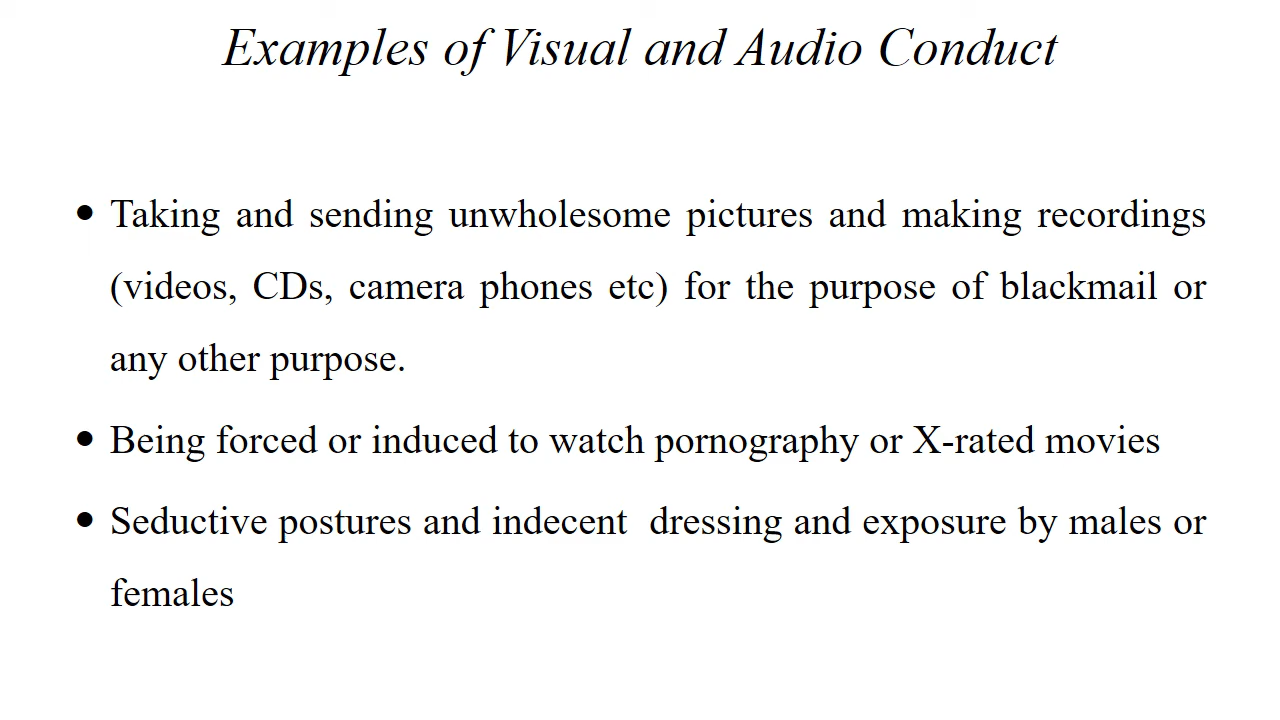 Examples of Visual and Audio Conduct
• Taking and sending unwholesome pictures and making recordings
(videos, CDs, camera phones etc) for the purpose of blackmail or
any other purpose.
• Being forced or induced to watch pornography or X-rated movies
• Seductive postures and indecent  dressing and exposure by males or
females